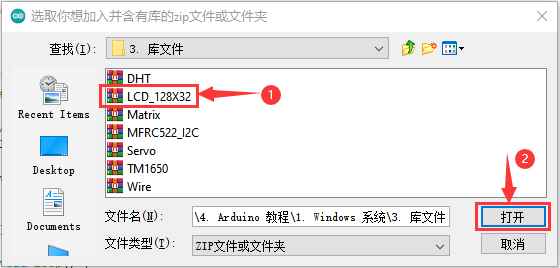 选取你想加入并含有库的zip文件或文件夹
查找(I):
3. 库文件
DHT
LCD_128X32
1
Matrix
MFRC522_I2C
Servo
TM1650
Wire
Recent Items
Desktop
Documents
2
文件名(N):
\4. Arduino 教程\1. Windows 系统\3. 库文件
打开
文件类型(T):
ZIP文件或文件夹
取消